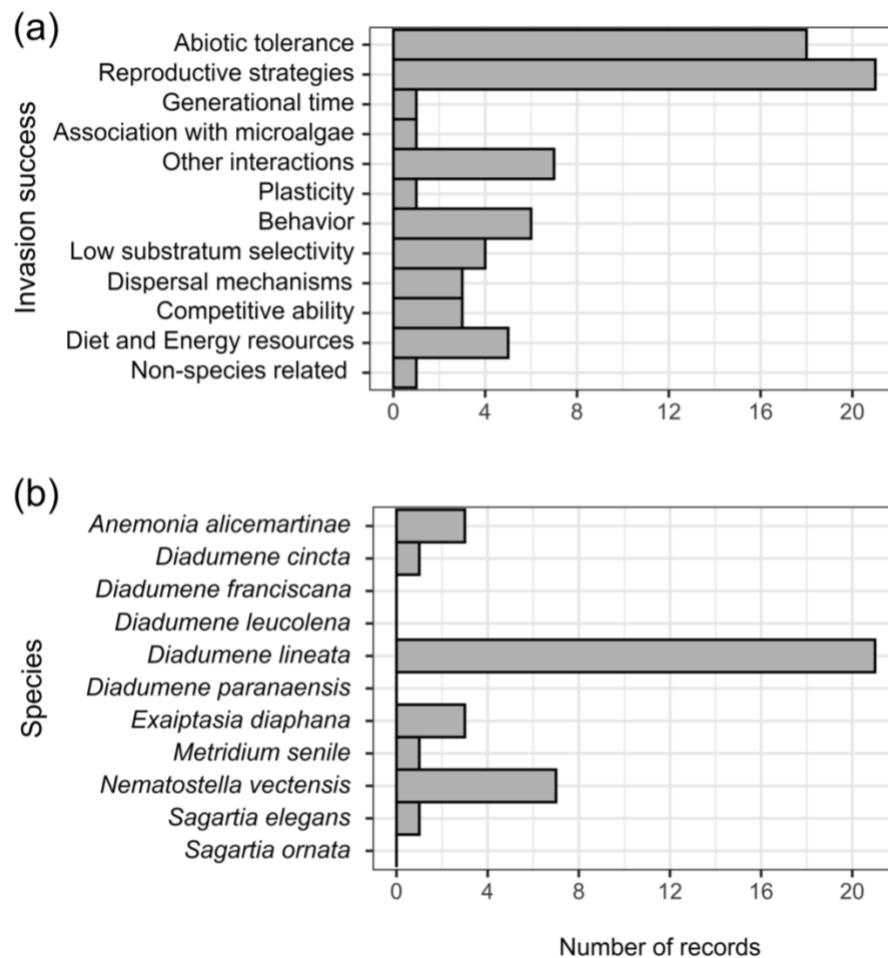 (a)
Invasion success
Abiotic tolerance
Reproductive strategies
Generational time
Association with microalgae
Other interactions
Plasticity
Behavior
Low substratum selectivity
Dispersal mechanisms
Competitive ability
Diet and Energy resources
Non-species related
0 4 8 12 16 20
(b)
Species
Anemonia alicemartinae
Diadumene cincta
Diadumene franciscana
Diadumene leucolena
Diadumene lineata
Diadumene paranaensis
Exaiptasia diaphana
Metridium senile
Nematostella vectensis
Sagartia elegans
Sagartia ornata
0 4 8 12 16 20
Number of records